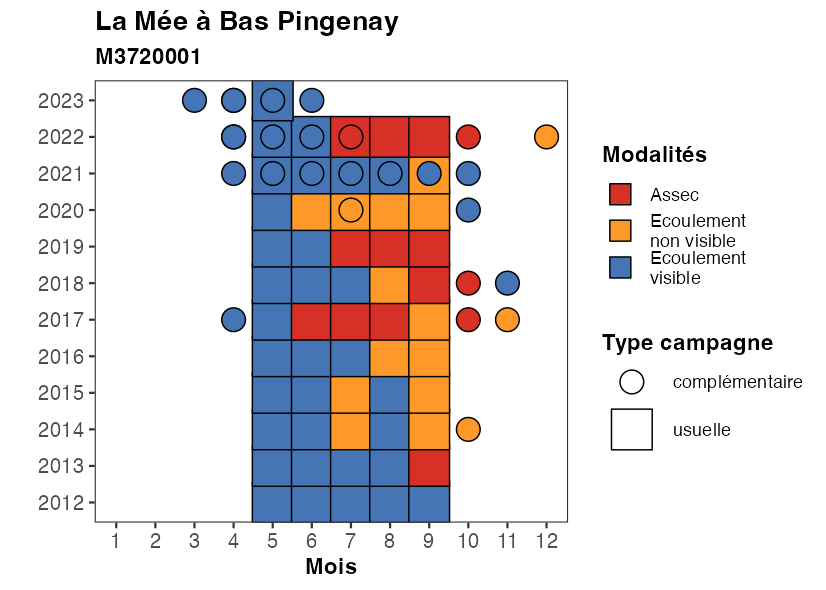 La Mée à Bas Pingenay
M3720001
2023
2022
2021
2020
2019
2018
2017
2016
2015
2014
2013
2012
1 2 3 4 5 6 7 8 9 10 11 12
Mois
Modalités
Assec
Ecoulement
non visible
Ecoulement
visible
Type campagne
complémentaire
usuelle